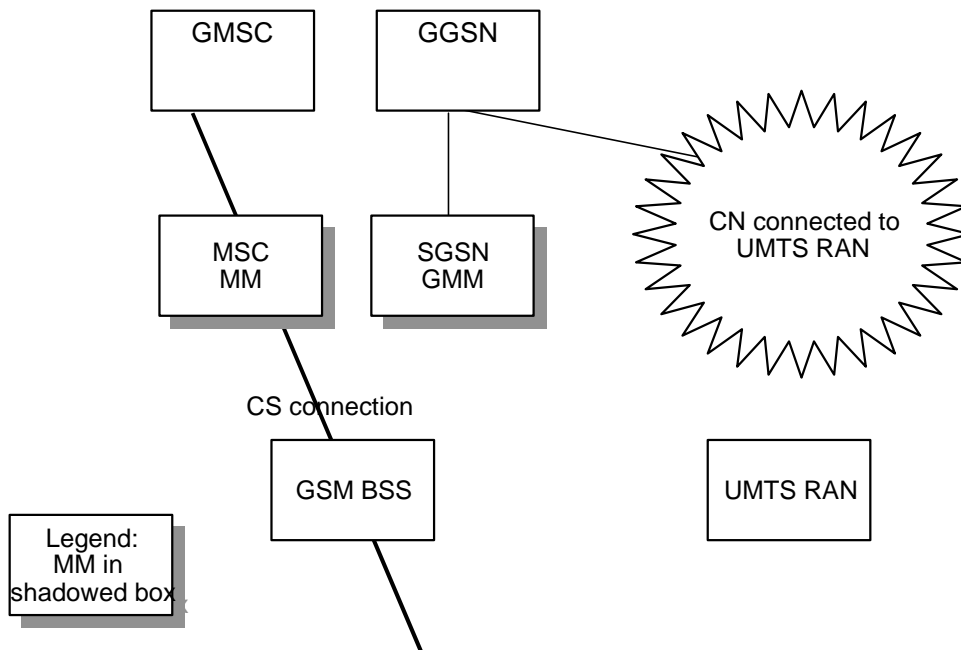 GMSC
GGSN
MSC
MM
SGSN
GMM
CN connected to
UMTS RAN
CS connection
GSM BSS
UMTS RAN
Legend:
MM in
shadowed box